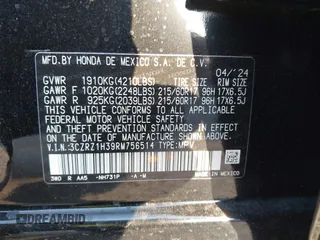 MFD.BY HONDA DE MEXICO S.A. DE C.V.
04/'24
GVWR 1910KG(4210LBS) TIRE SIZE RIM SIZE
GAWR F 1020KG(2248LBS) 215/60R17 96H 17X6.5J
GAWR R 925KG(2039LBS) 215/60R17 96H 17X6.5J
THIS VEHICLE CONFORMS TO ALL APPLICABLE
FEDERAL MOTOR VEHICLE SAFETY AND
THEFT PREVENTION STANDARDS IN EFFECT ON
THE DATE OF MANUFACTURE SHOWN ABOVE.
V.I.N.:3CZRZ1H39RM756514 TYPE:MPV
3W0 R AA5 -NH731P -A-M
MADE IN MEXICO
DREAMBID